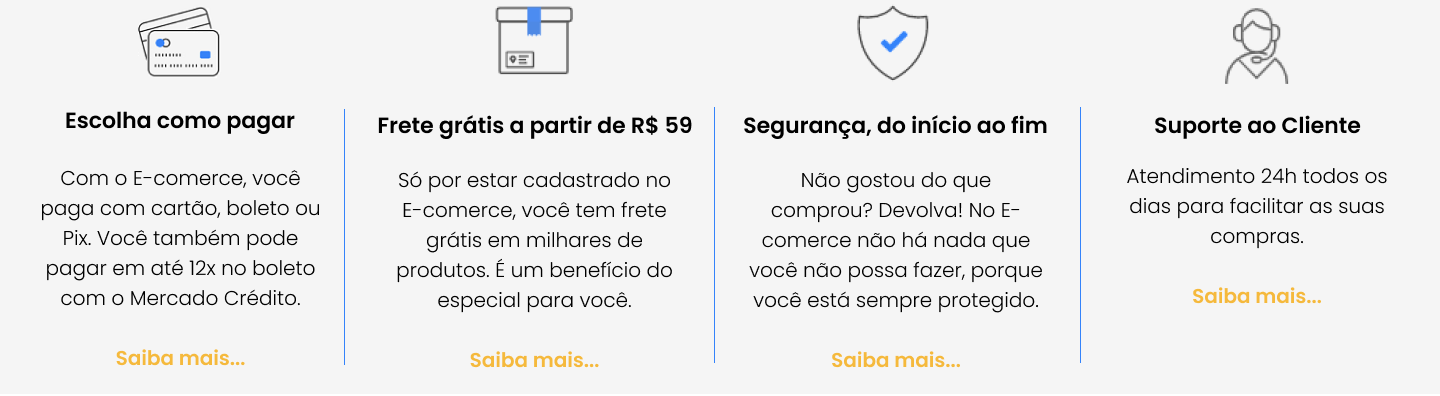 Escolha como pagar
Com o E-comerce, você
paga com cartão, boleto ou
Pix. Você também pode
pagar em até 12x no boleto
com o Mercado Crédito.
Saiba mais...
Frete grátis a partir de R$ 59
Só por estar cadastrado no
E-comerce, você tem frete
grátis em milhares de
produtos. É um benefício do
especial para você.
Saiba mais...
Segurança, do início ao fim
Não gostou do que
comprou? Devolva! No E-
comerce não há nada que
você não possa fazer, porque
você está sempre protegido.
Saiba mais...
Suporte ao Cliente
Atendimento 24h todos os
dias para facilitar as suas
compras.
Saiba mais...